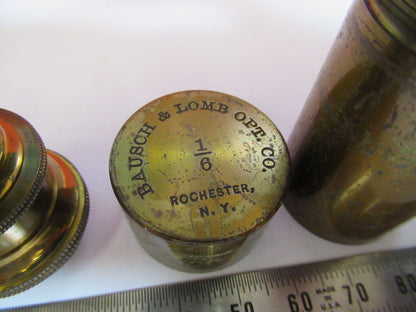 BAUSCH & LOMB OPT. CO.
1/6
ROCHESTER,
N. Y.
50 60 MADE IN U.S.A. 70 80